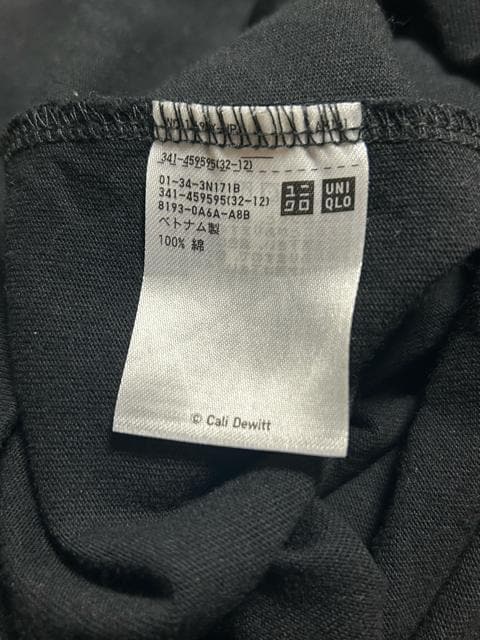 341-459595(32-12)
01-34-3N171B
341-459595(32-12)
8193-0A6A-A8B
ベトナム製
100% 綿
ユニ
クロ
UNI
QLO
© Cali Dewitt